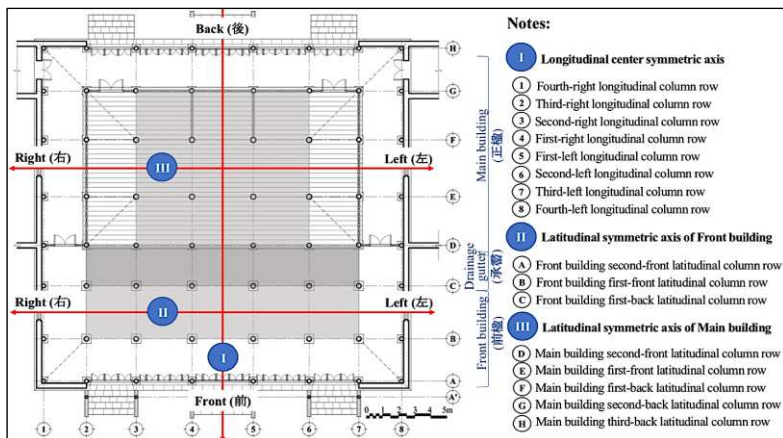 Back (後)
Right (右)
Left (左)
III
Right (右)
Left (左)
II
I
Front (前)
0 1 2 3 4 5m
1
2
3
4
5
6
7
8
H
G
F
E
D
C
B
A
A'
Main building
(正楹)
Drainage
gutter
(承霤)
Front building
(前楹)
Notes:
I Longitudinal center symmetric axis
1 Fourth-right longitudinal column row
2 Third-right longitudinal column row
3 Second-right longitudinal column row
4 First-right longitudinal column row
5 First-left longitudinal column row
6 Second-left longitudinal column row
7 Third-left longitudinal column row
8 Fourth-left longitudinal column row
II Latitudinal symmetric axis of Front building
A Front building second-front latitudinal column row
B Front building first-front latitudinal column row
C Front building first-back latitudinal column row
III Latitudinal symmetric axis of Main building
D Main building second-front latitudinal column row
E Main building first-front latitudinal column row
F Main building first-back latitudinal column row
G Main building second-back latitudinal column row
H Main building third-back latitudinal column row